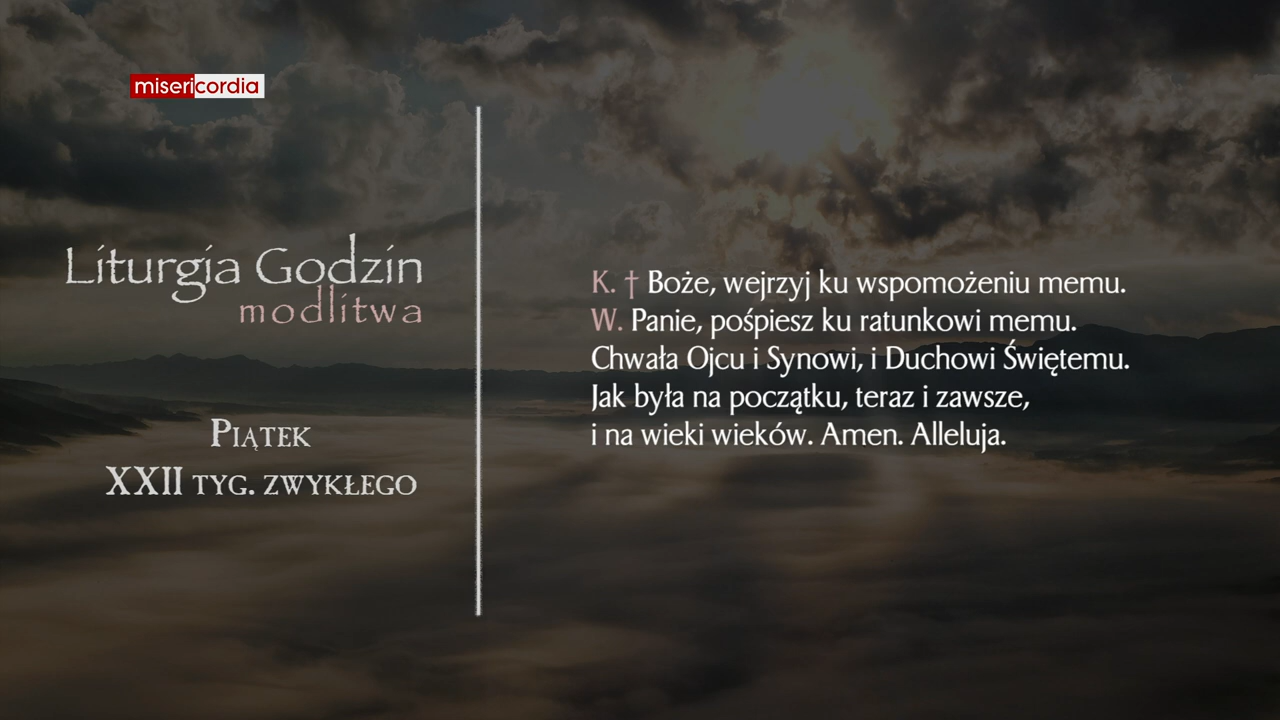 misericordia
Liturgia Godzin
modlitwa
Piątek
XXII tyg. zwykłego
K. † Boże, wejrzyj ku wspomożeniu memu.
W. Panie, pośpiesz ku ratunkowi memu.
Chwała Ojcu i Synowi, i Duchowi Świętemu.
Jak była na początku, teraz i zawsze,
i na wieki wieków. Amen. Alleluja.